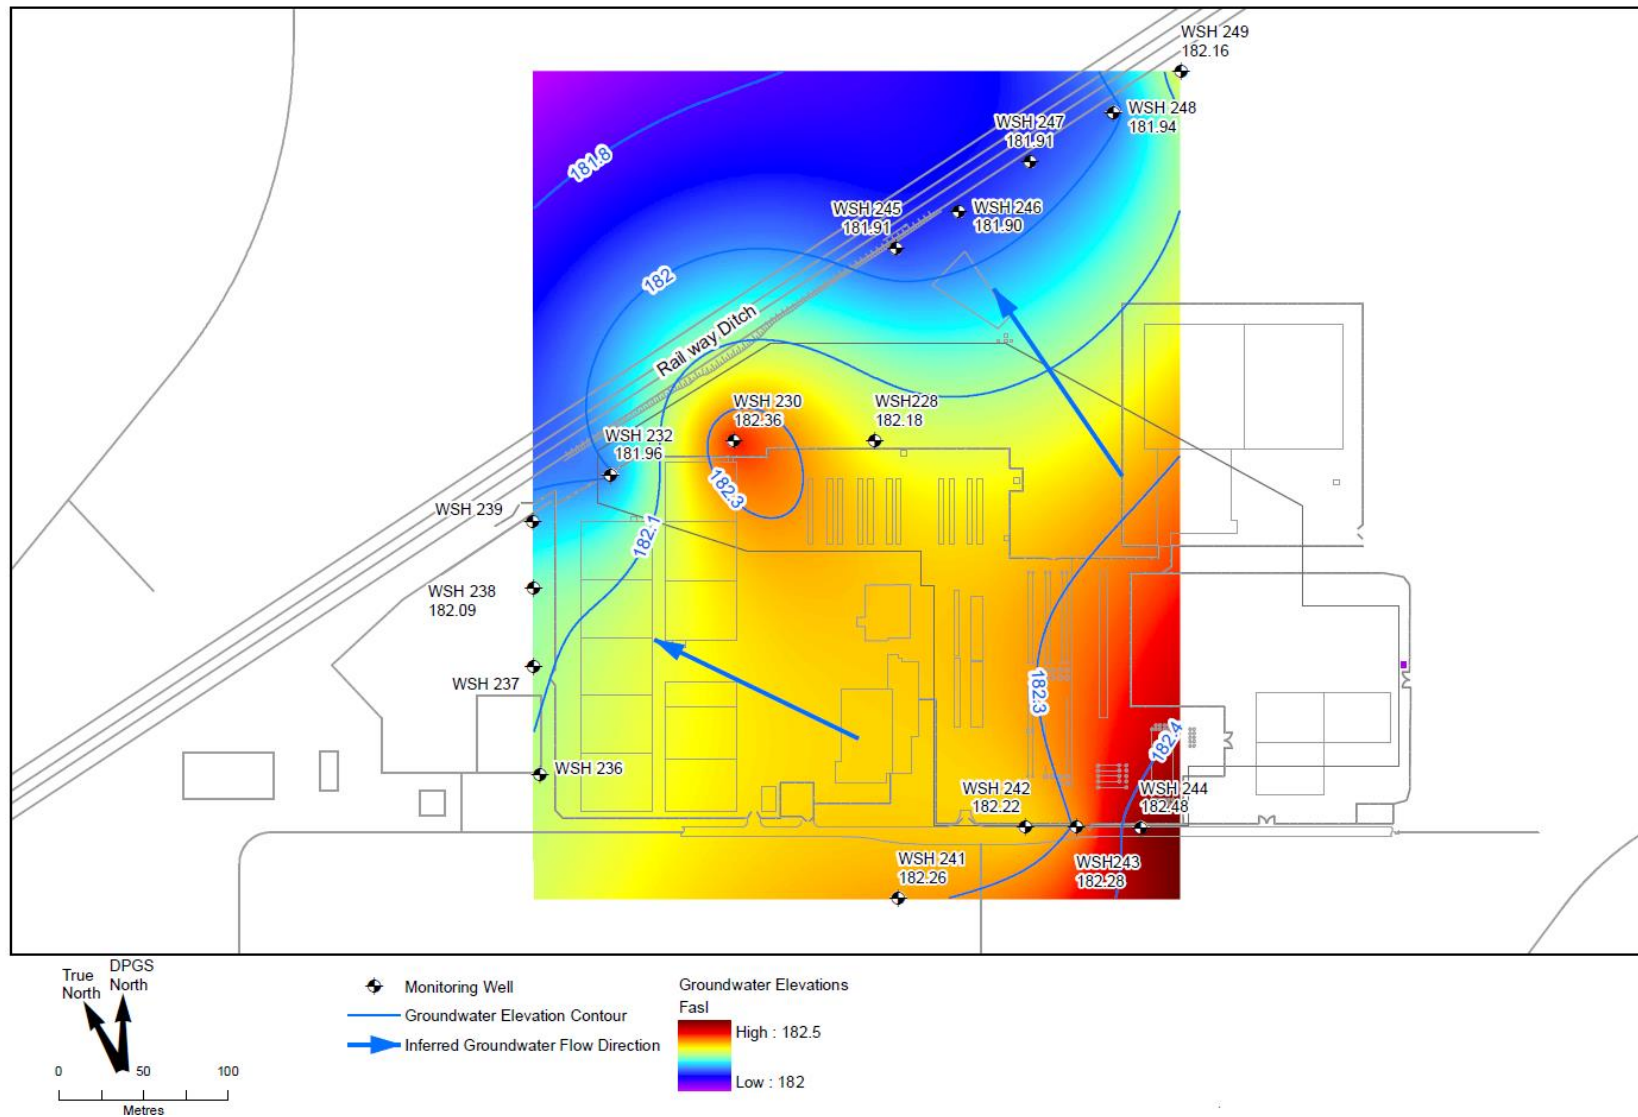 WSH 249
182.16
WSH 248
181.94
WSH 247
181.91
181.8
WSH 245
181.91
WSH 246
181.90
182
Rail way Ditch
WSH 230
182.36
WSH228
182.18
WSH 232
181.96
182.3
WSH 239
182.1
WSH 238
182.09
WSH 237
182.3
182.4
WSH 236
WSH 242
182.22
WSH 244
182.48
WSH 241
182.26
WSH243
182.28
True
North
DPGS
North
0 50 100
Metres
Monitoring Well
Groundwater Elevation Contour
Inferred Groundwater Flow Direction
Groundwater Elevations
Fasl
High : 182.5
Low : 182